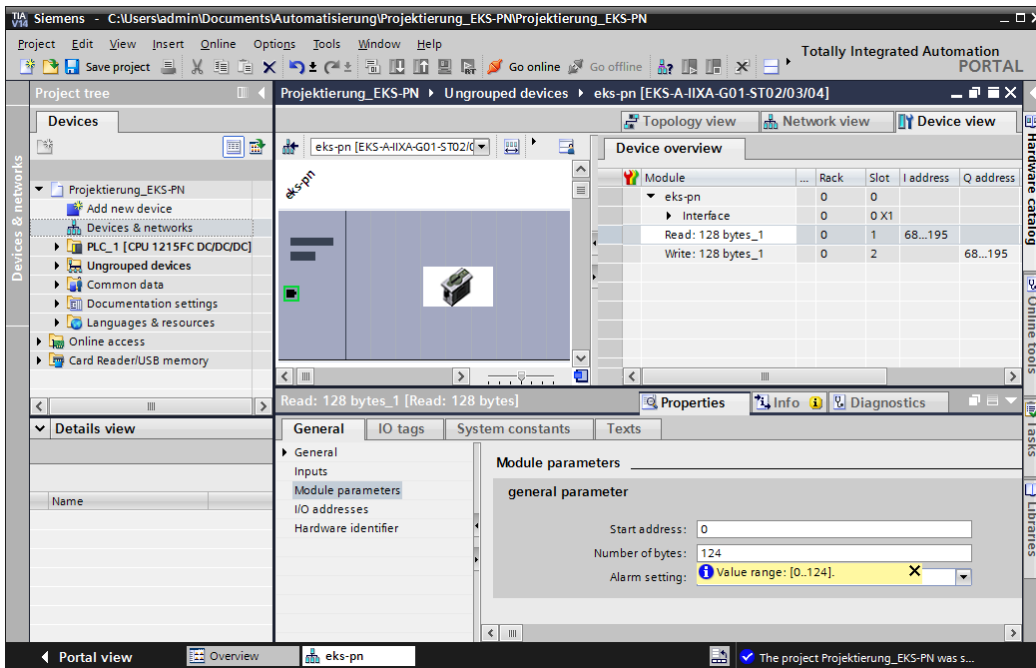 TIA V14 Siemens - C:\Users\admin\Documents\Automatisierung\Projektierung_EKS-PN\Projektierung_EKS-PN
Project Edit View Insert Online Options Tools Window Help
Totally Integrated Automation
PORTAL
Save project Go online Go offline
Project tree
Projektierung_EKS-PN Ungrouped devices eks-pn [EKS-A-IIXA-G01-ST02/03/04]
Devices
Topology view Network view Device view
eks-pn [EKS-A-IIXA-G01-ST02/0
Device overview
Module ... Rack Slot I address Q address
eks-pn 0 0
Interface 0 0 X1
Read: 128 bytes_1 0 1 68...195
Write: 128 bytes_1 0 2 68...195
eks-pn
Projektierung_EKS-PN
Add new device
Devices & networks
PLC_1 [CPU 1215FC DC/DC/DC]
Ungrouped devices
Common data
Documentation settings
Languages & resources
Online access
Card Reader/USB memory
Devices & networks
Hardware catalog
Online tools
Tasks
Libraries
Details view
Name
Read: 128 bytes_1 [Read: 128 bytes]
Properties Info Diagnostics
General IO tags System constants Texts
General
Inputs
Module parameters
I/O addresses
Hardware identifier
Module parameters
general parameter
Start address: 0
Number of bytes: 124
Alarm setting:
Value range: [0..124].
Portal view Overview eks-pn
The project Projektierung_EKS-PN was s...